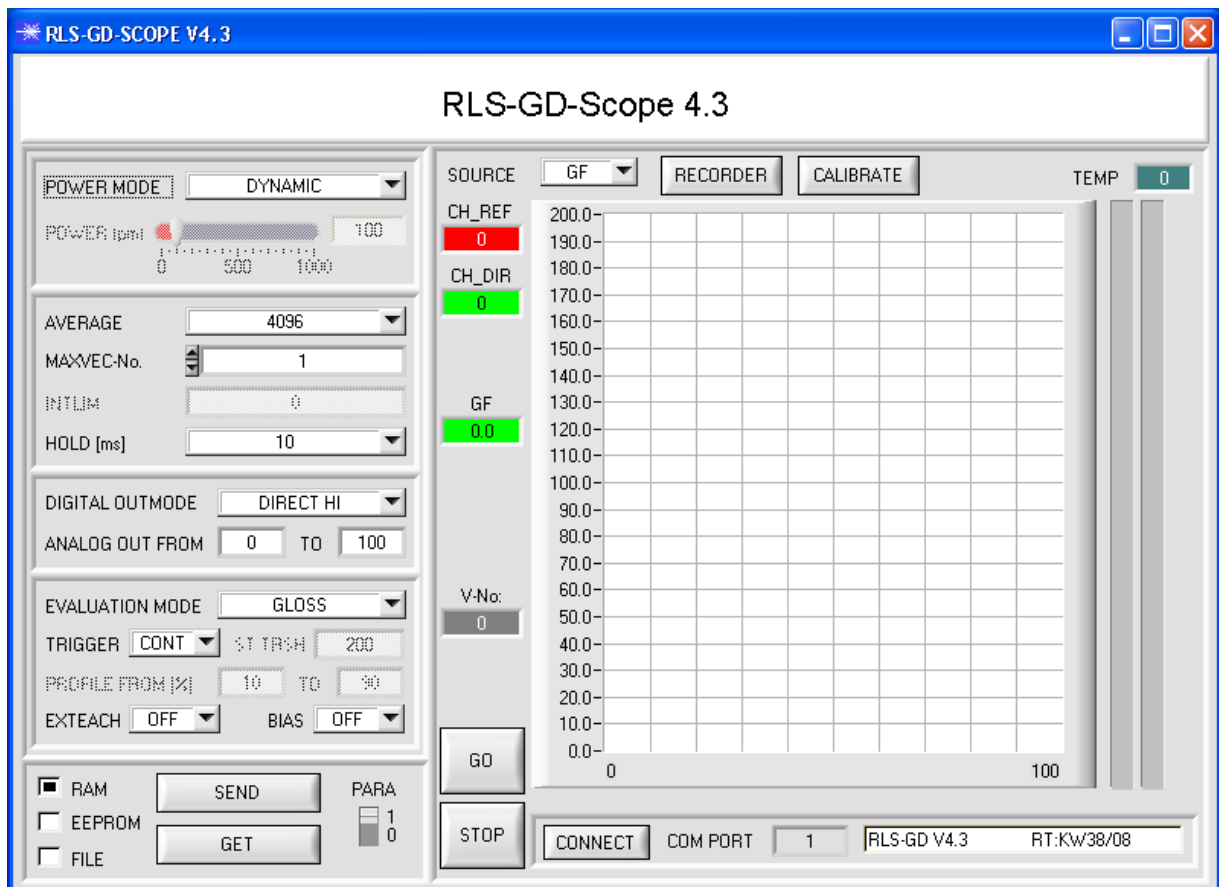 RLS-GD-SCOPE V4.3
RLS-GD-Scope 4.3
POWER MODE DYNAMIC
POWER [pm] 100
0 500 1000
AVERAGE 4096
MAXVEC-No. 1
INTLIM 0
HOLD [ms] 10
DIGITAL OUTMODE DIRECT HI
ANALOG OUT FROM 0 TO 100
EVALUATION MODE GLOSS
TRIGGER CONT ST TRSH 200
PROFILE FROM [%] 10 TO 90
EXTEACH OFF BIAS OFF
RAM
EEPROM
FILE
SEND
GET
PARA
1
0
SOURCE GF RECORDER CALIBRATE TEMP 0
CH_REF
0
CH_DIR
0
GF
0.0
V-No:
0
GO
STOP
200.0
190.0
180.0
170.0
160.0
150.0
140.0
130.0
120.0
110.0
100.0
90.0
80.0
70.0
60.0
50.0
40.0
30.0
20.0
10.0
0.0
0 100
CONNECT COM PORT 1 RLS-GD V4.3 RT:KW38/08